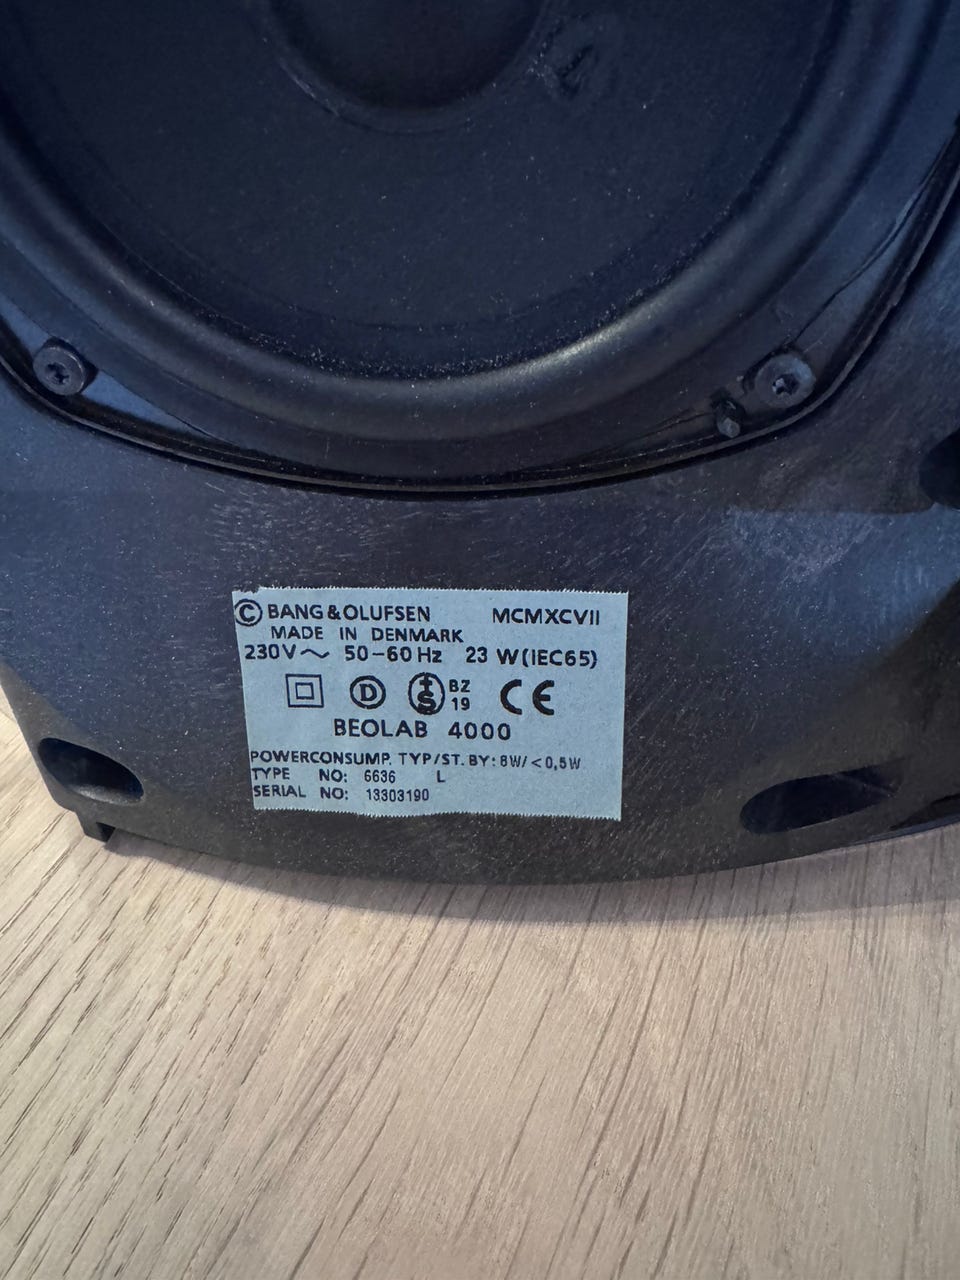 © BANG & OLUFSEN MCMXCVII
MADE IN DENMARK
230V~ 50-60 Hz 23 W(IEC65)
D S BZ 19 CE
BEOLAB 4000
POWERCONSUMP. TYP/ST. BY: 8W/<0,5W
TYPE NO: 6636 L
SERIAL NO: 13303190